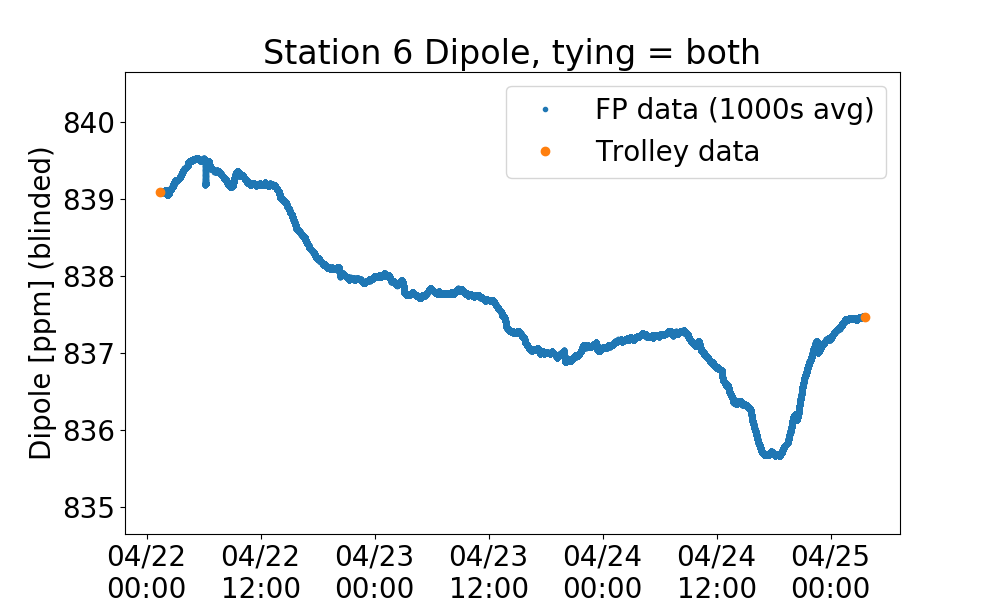 Station 6 Dipole, tying = both
FP data (1000s avg)
Trolley data
Dipole [ppm] (blinded)
840
839
838
837
836
835
04/22 04/22 04/23 04/23 04/24 04/24 04/25
00:00 12:00 00:00 12:00 00:00 12:00 00:00